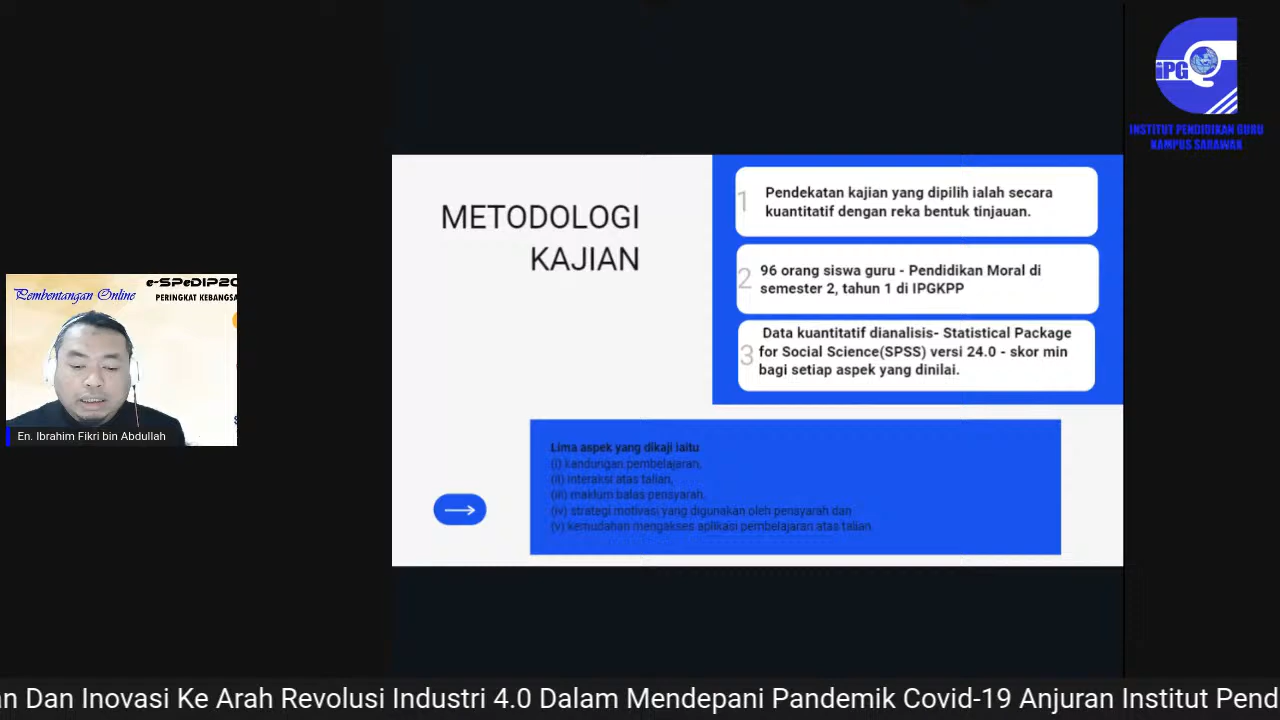 iPG
INSTITUT PENDIDIKAN GURU
KAMPUS SARAWAK
METODOLOGI
KAJIAN
1
Pendekatan kajian yang dipilih ialah secara
kuantitatif dengan reka bentuk tinjauan.
2
96 orang siswa guru - Pendidikan Moral di
semester 2, tahun 1 di IPGKPP
3
Data kuantitatif dianalisis- Statistical Package
for Social Science(SPSS) versi 24.0 - skor min
bagi setiap aspek yang dinilai.
Lima aspek yang dikaji iaitu
(i) kandungan pembelajaran,
(ii) interaksi atas talian,
(iii) maklum balas pensyarah.
(iv) strategi motivasi yang digunakan oleh pensyarah dan
(v) kemudahan mengakses aplikasi pembelajaran atas talian.
e-SPeDIP20
Pembentangan Online
PERINGKAT KEBANGSA
En. Ibrahim Fikri bin Abdullah
an Dan Inovasi Ke Arah Revolusi Industri 4.0 Dalam Mendepani Pandemik Covid-19 Anjuran Institut Pend